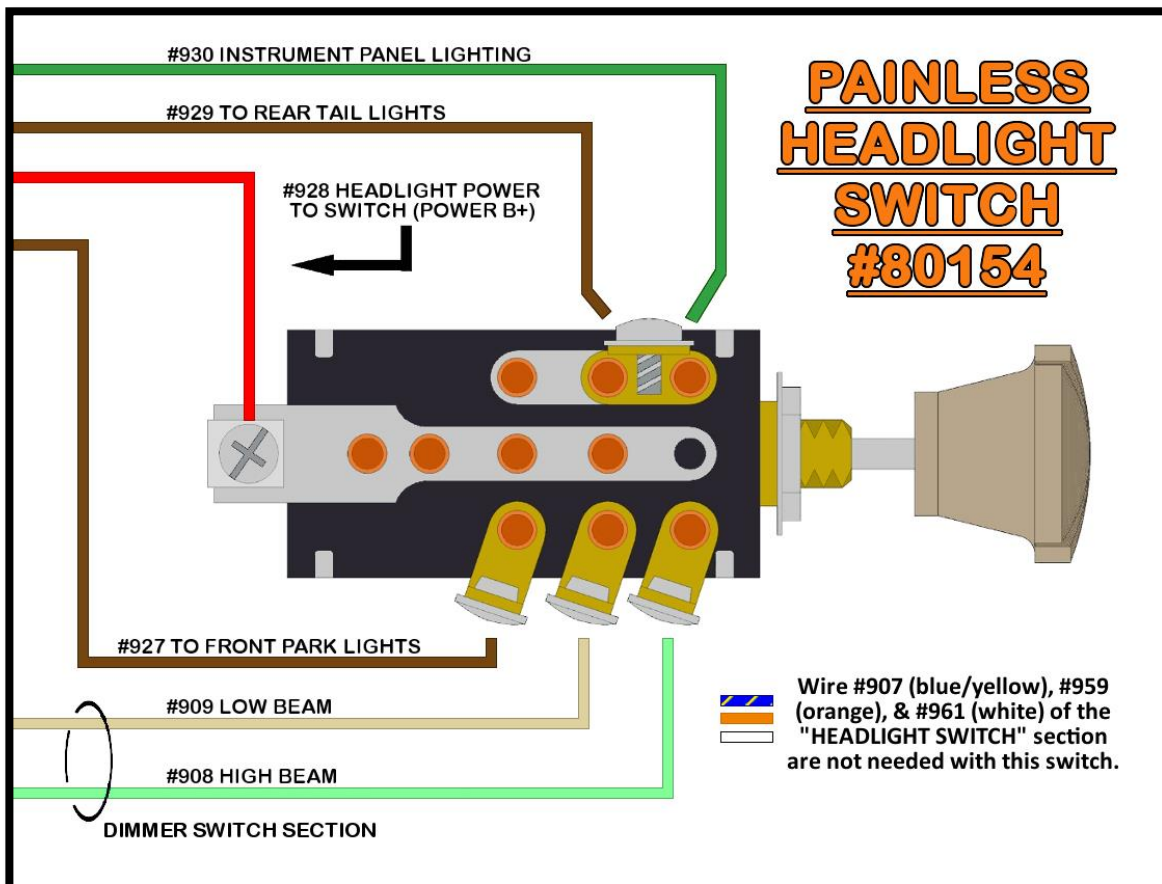 #930 INSTRUMENT PANEL LIGHTING
#929 TO REAR TAIL LIGHTS
#928 HEADLIGHT POWER
TO SWITCH (POWER B+)
PAINLESS
HEADLIGHT
SWITCH
#80154
#927 TO FRONT PARK LIGHTS
#909 LOW BEAM
#908 HIGH BEAM
DIMMER SWITCH SECTION
Wire #907 (blue/yellow), #959
(orange), & #961 (white) of the
"HEADLIGHT SWITCH" section
are not needed with this switch.